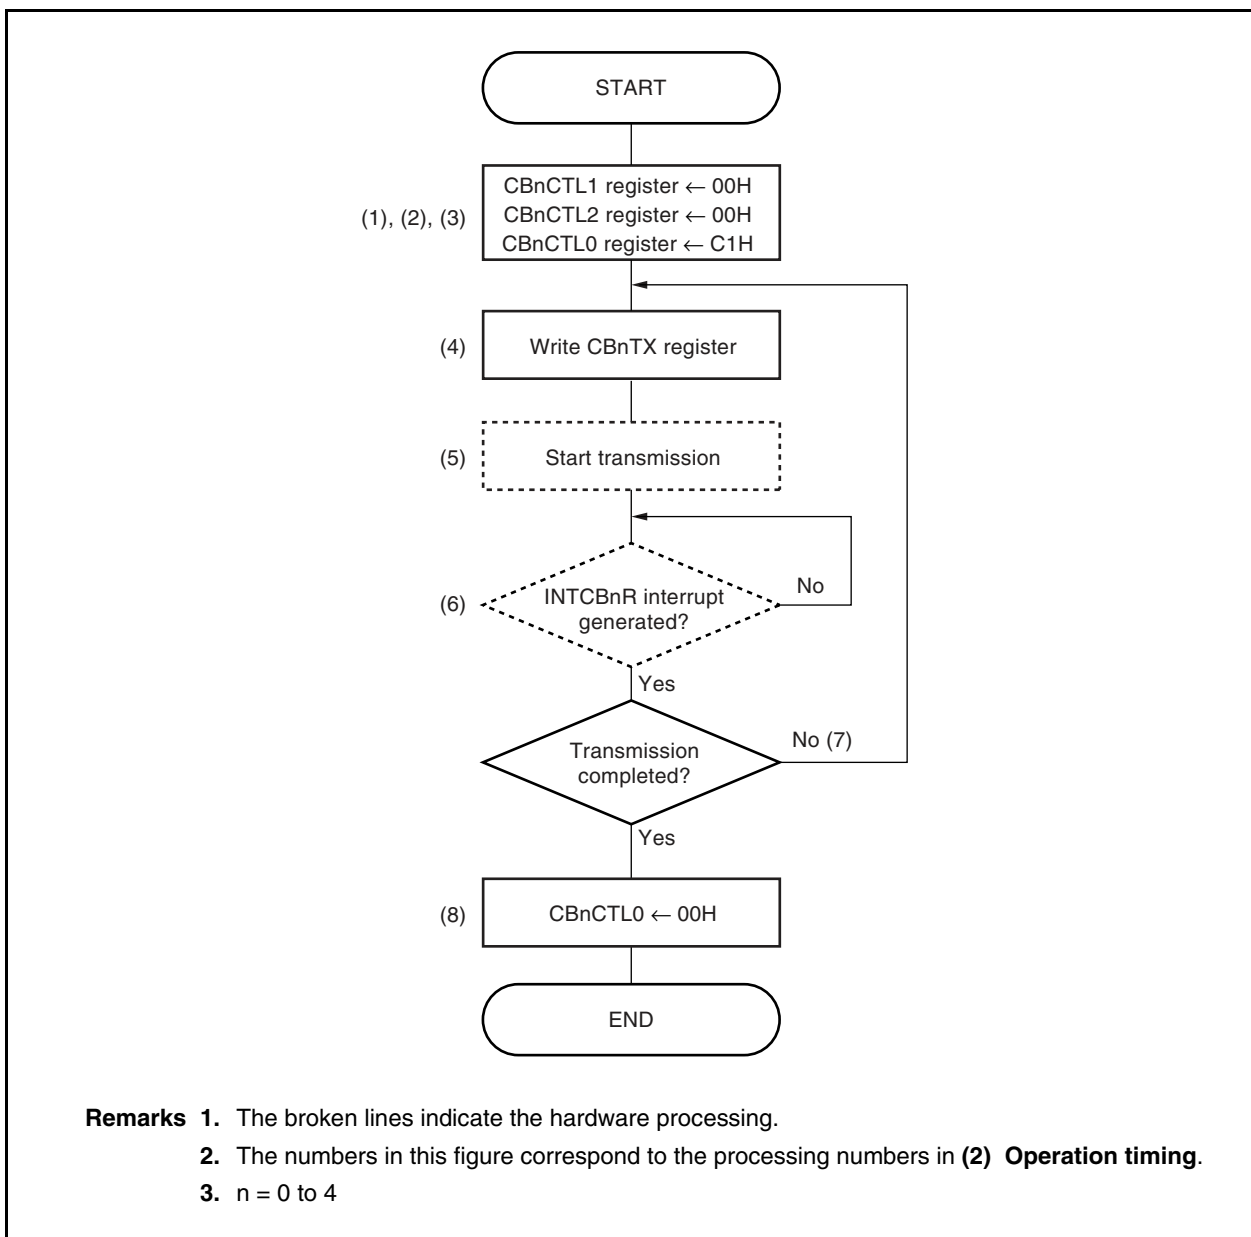 START
CBnCTL1 register ← 00H
(1), (2), (3)
CBnCTL2 register ← 00H
CBnCTL0 register ← C1H
(4)
Write CBnTX register
(5)
Start transmission
(6)
INTCBnR interrupt
generated?
No
Yes
Transmission
completed?
No (7)
Yes
(8)
CBnCTL0 ← 00H
END
Remarks 1. The broken lines indicate the hardware processing.
2. The numbers in this figure correspond to the processing numbers in (2) Operation timing.
3. n = 0 to 4